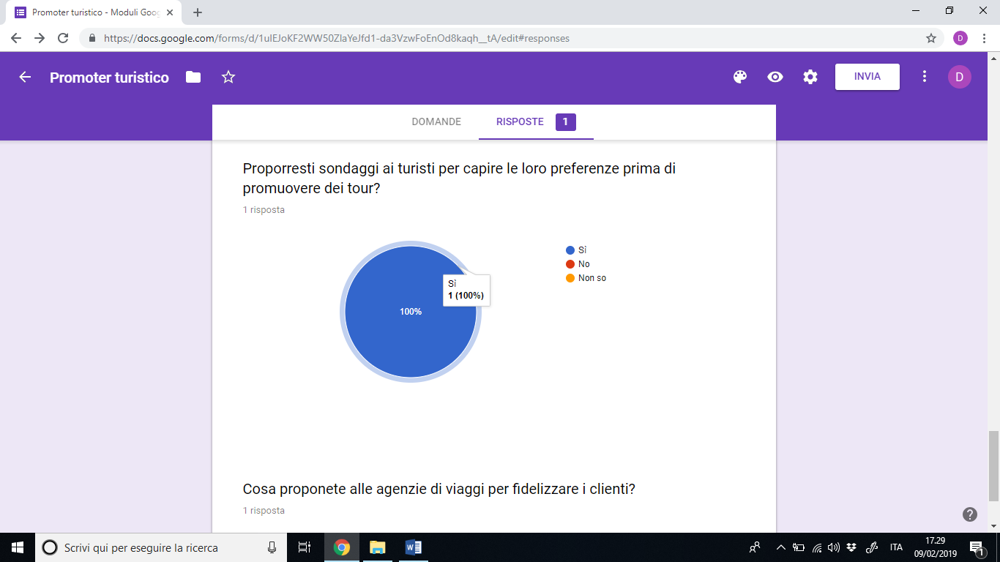 Promoter turistico - Moduli Goog
https://docs.google.com/forms/d/1ulEJoKF2WW50ZlaYeJfd1-da3VzwFoEnOd8kaqh__tA/edit#responses
D
Promoter turistico
INVIA
D
DOMANDE
RISPOSTE
1
Proporresti sondaggi ai turisti per capire le loro preferenze prima di
promuovere dei tour?
1 risposta
Sì
No
Non so
Sì
1 (100%)
100%
Cosa proponete alle agenzie di viaggi per fidelizzare i clienti?
1 risposta
Scrivi qui per eseguire la ricerca
ITA
17.29
09/02/2019
1